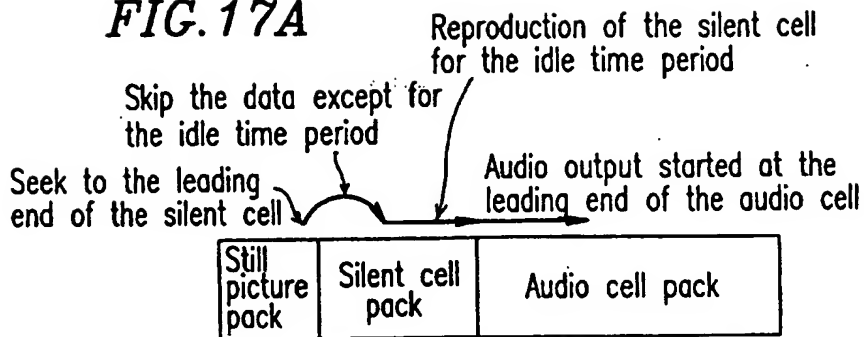 FIG. 17A
Reproduction of the silent cell
for the idle time period
Skip the data except for
the idle time period
Seek to the leading
end of the silent cell
Audio output started at the
leading end of the audio cell
Still
picture
pack
Silent cell
pack
Audio cell pack